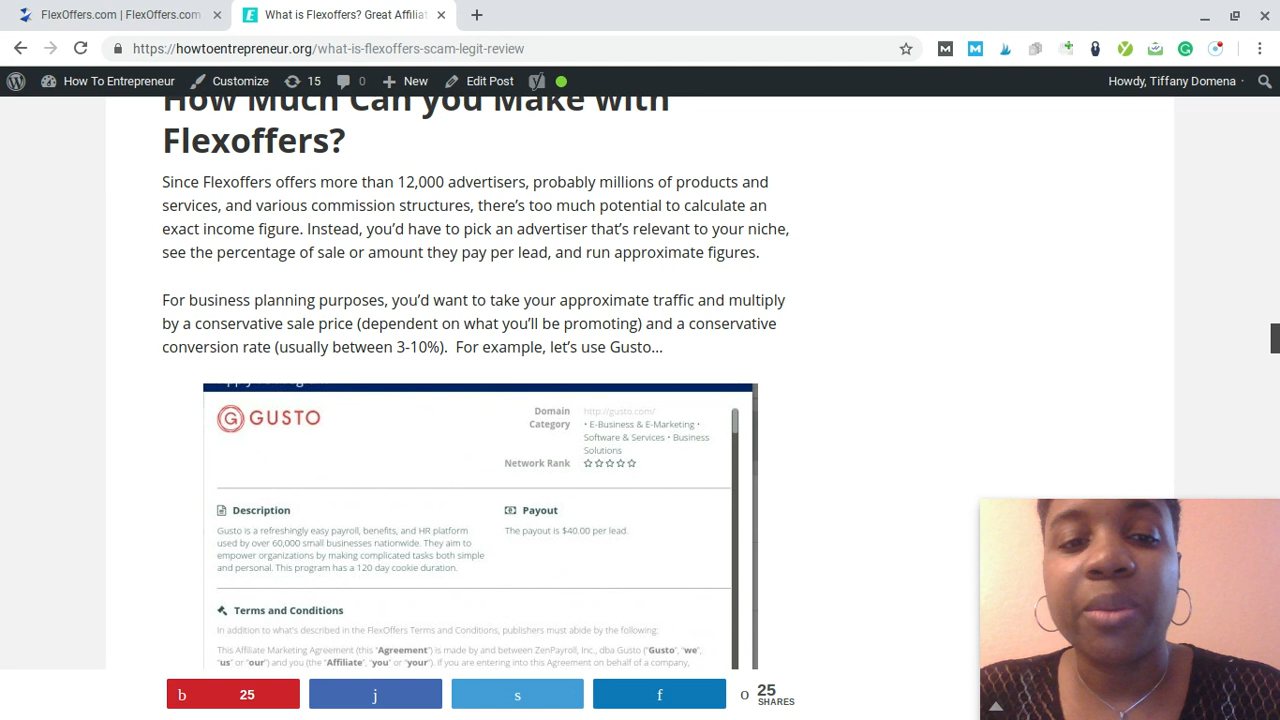 FlexOffers.com | FlexOffers.com
What is Flexoffers? Great Affiliat
https://howtoentrepreneur.org/what-is-flexoffers-scam-legit-review
How To Entrepreneur
Customize
15
0
New
Edit Post
Howdy, Tiffany Domena
How Much Can you Make with
Flexoffers?
Since Flexoffers offers more than 12,000 advertisers, probably millions of products and
services, and various commission structures, there's too much potential to calculate an
exact income figure. Instead, you'd have to pick an advertiser that's relevant to your niche,
see the percentage of sale or amount they pay per lead, and run approximate figures.
For business planning purposes, you'd want to take your approximate traffic and multiply
by a conservative sale price (dependent on what you'll be promoting) and a conservative
conversion rate (usually between 3-10%). For example, let's use Gusto...
G GUSTO
Domain http://gusto.com/
Category • E-Business & E-Marketing •
Software & Services • Business
Solutions
Network Rank
Description
Gusto is a refreshingly easy payroll, benefits, and HR platform
used by over 60,000 small businesses nationwide. They aim to
empower organizations by making complicated tasks both simple
and personal. This program has a 120 day cookie duration.
Payout
The payout is $40.00 per lead.
Terms and Conditions
In addition to what's described in the FlexOffers Terms and Conditions, publishers must abide by the following:
This Affiliate Marketing Agreement (this "Agreement") is made by and between ZenPayroll, Inc., dba Gusto ("Gusto", "we",
"us" or "our") and you (the "Affiliate", "you" or "your"). If you are entering into this Agreement on behalf of a company,
b 25
j
s
f
o 25
SHARES